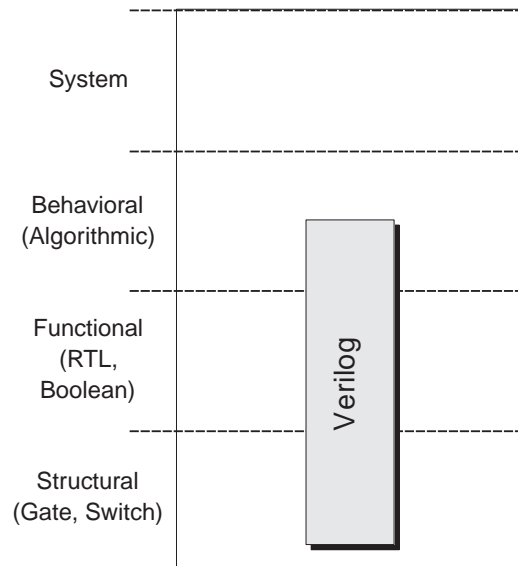 System
Behavioral
(Algorithmic)
Functional
(RTL,
Boolean)
Verilog
Structural
(Gate, Switch)